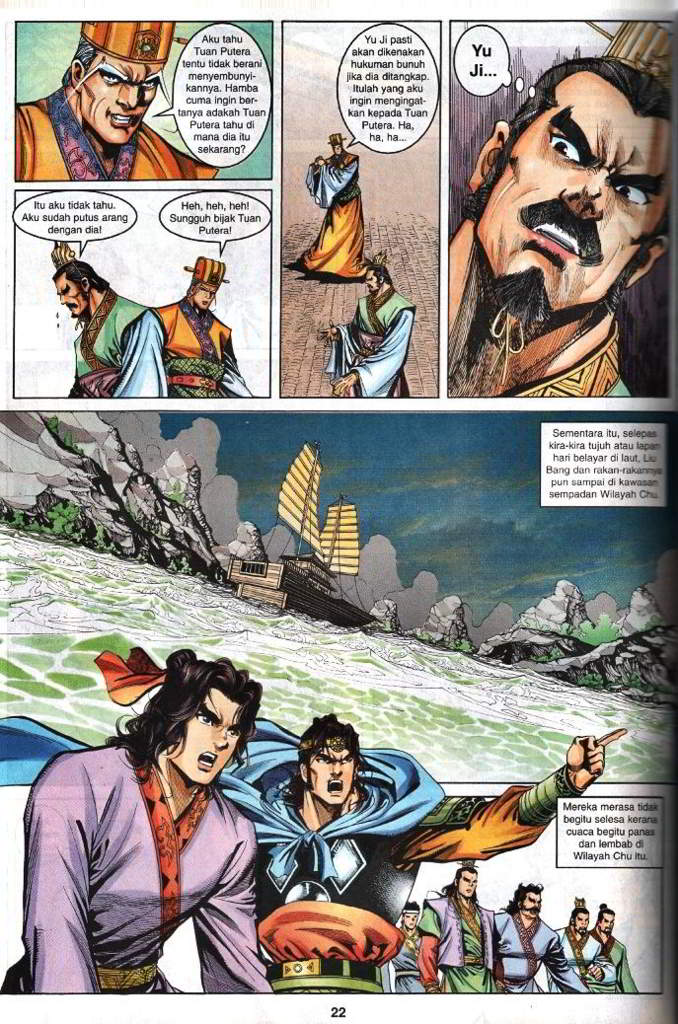 Aku tahu
Tuan Putera
tentu tidak berani
menyembunyi-
kannya. Hamba
cuma ingin ber-
tanya adakah Tuan
Putera tahu di
mana dia itu
sekarang?
Itu aku tidak tahu.
Aku sudah putus arang
dengan dia!
Heh, heh, heh!
Sungguh bijak Tuan
Putera!
Yu Ji pasti
akan dikenakan
hukuman bunuh
jika dia ditangkap.
Itulah yang aku
ingin mengingat-
kan kepada Tuan
Putera. Ha,
ha, ha...
Yu
Ji...
Sementara itu, selepas
kira-kira tujuh atau lapan
hari belayar di laut, Liu
Bang dan rakan-rakannya
pun sampai di kawasan
sempadan Wilayah Chu.
Mereka merasa tidak
begitu selesa kerana
cuaca begitu panas
dan lembab di
Wilayah Chu itu.
22